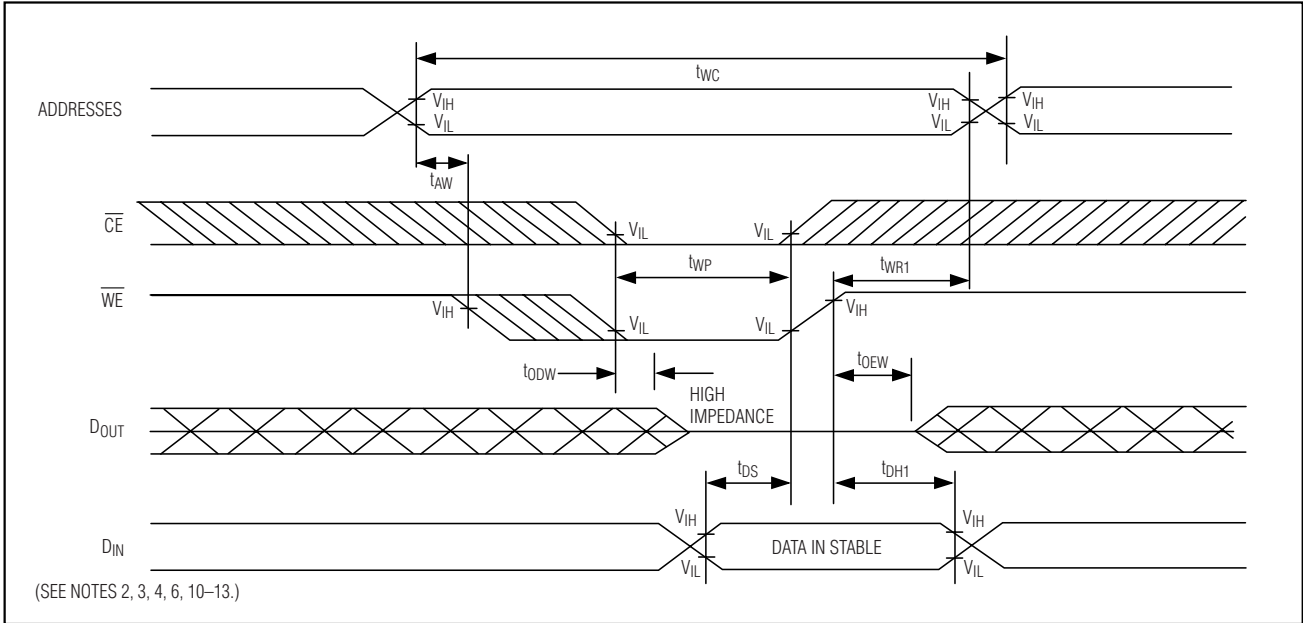 tWC
ADDRESSES
VIH
VIL
VIH
VIL
VIH
VIL
tAW
CE
VIL
VIL
tWP
tWR1
WE
VIH
VIL
VIL
VIH
tODW
tOEW
HIGH
IMPEDANCE
DOUT
tDS
tDH1
DIN
VIH
VIL
DATA IN STABLE
VIH
VIL
(SEE NOTES 2, 3, 4, 6, 10–13.)